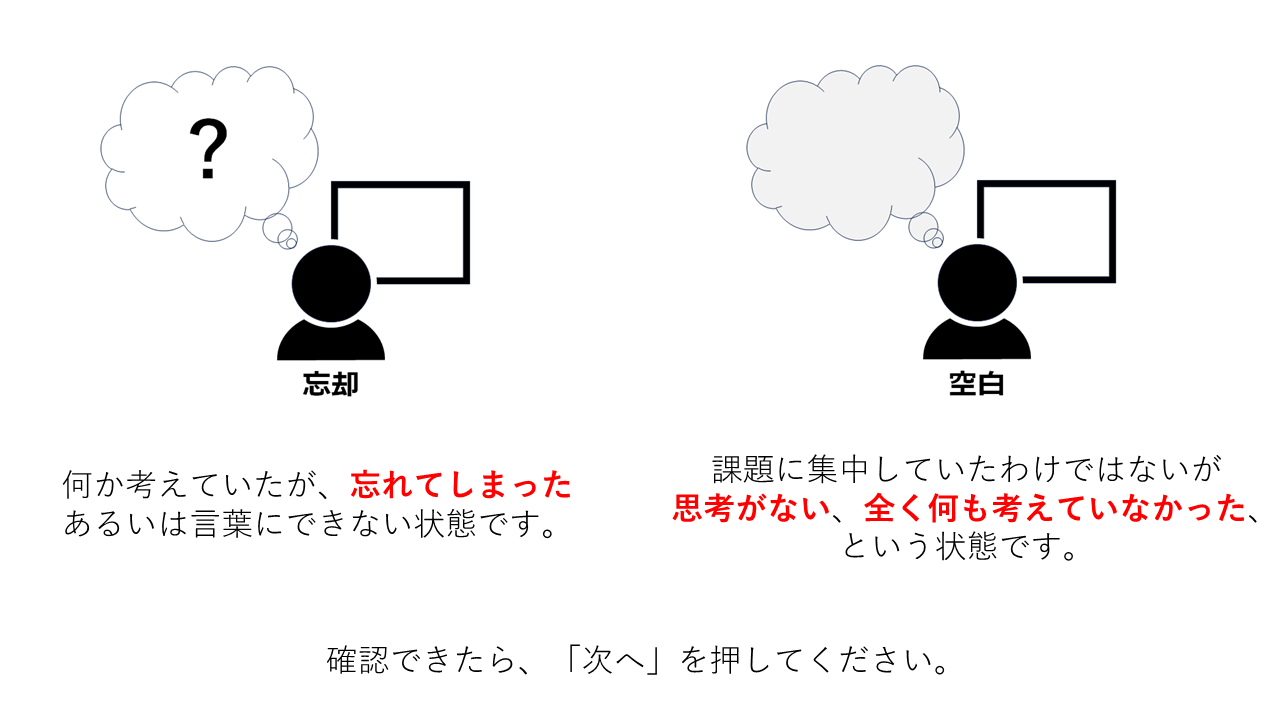 ?
忘却
空白
何か考えていたが、忘れてしまった
あるいは言葉にできない状態です。
課題に集中していたわけではないが
思考がない、全く何も考えていなかった、
という状態です。
確認できたら、「次へ」を押してください。